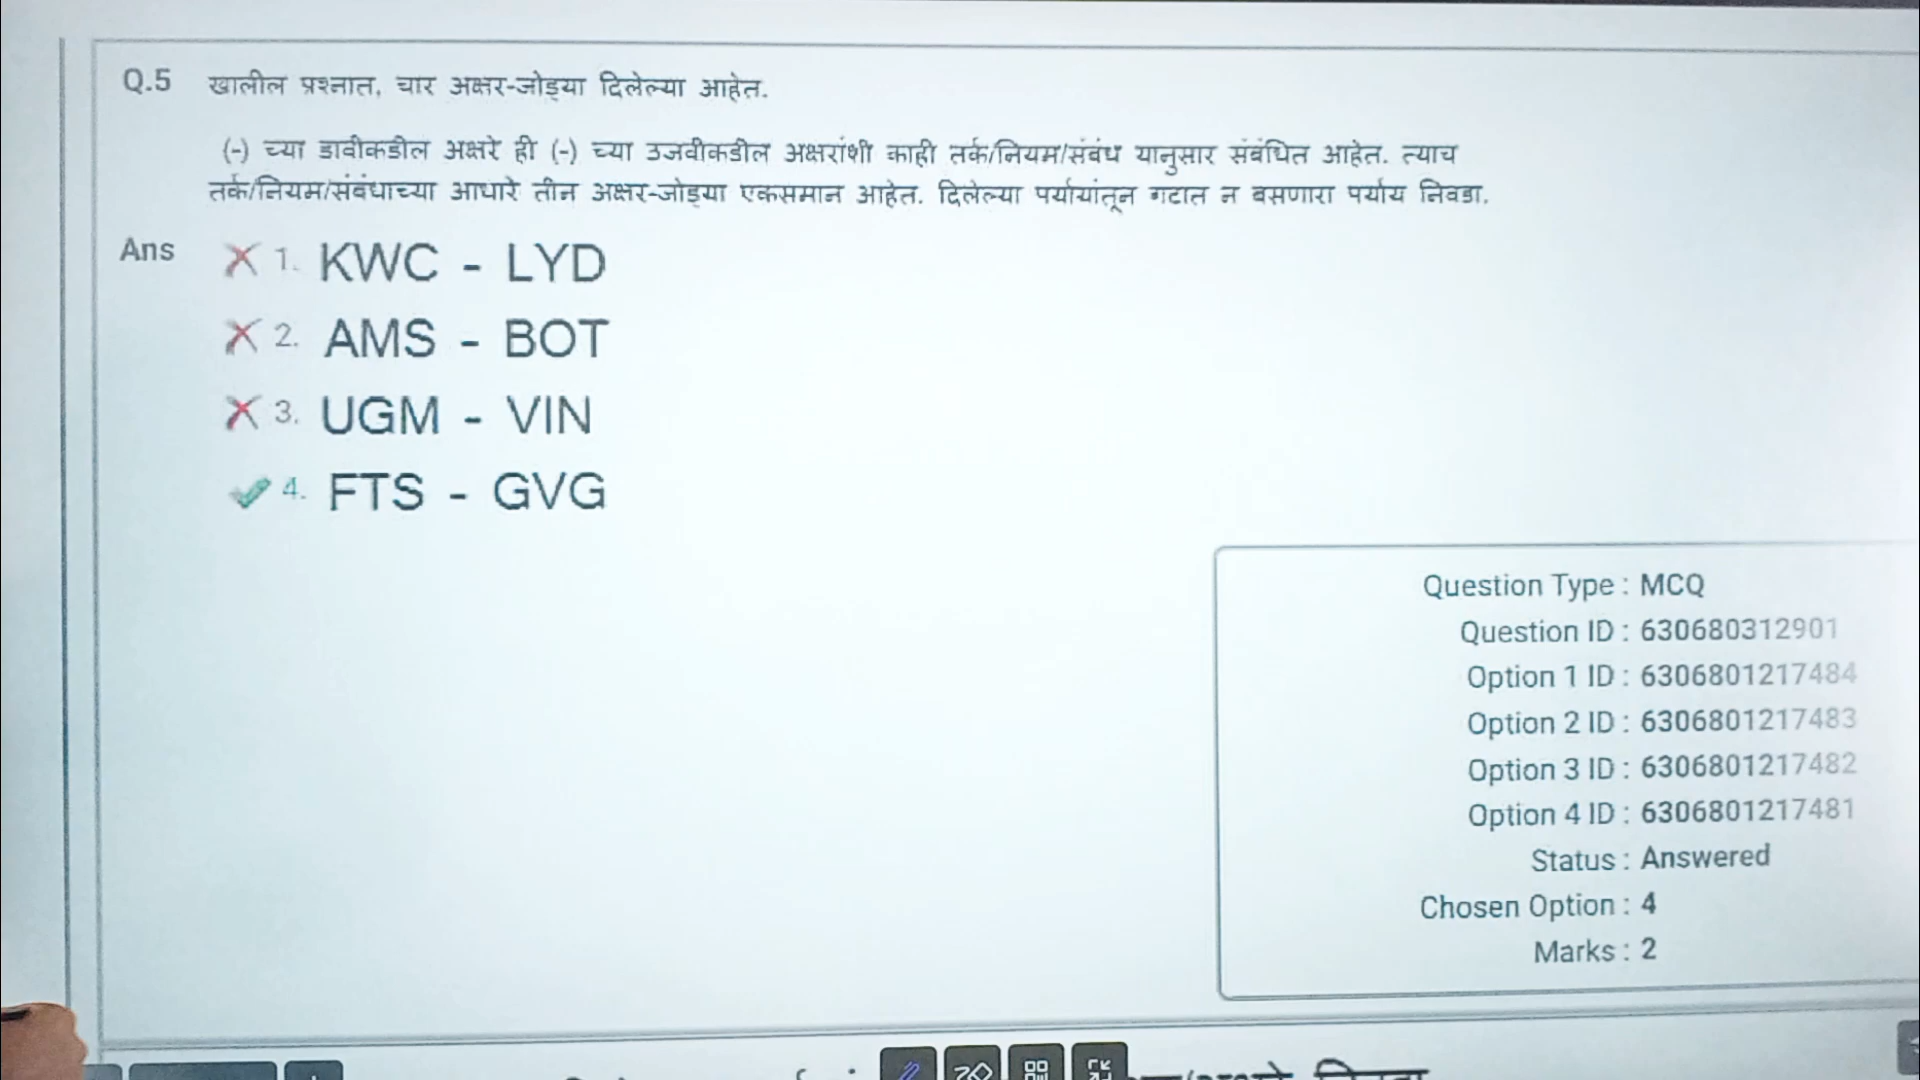 Q.5 खालील प्रश्नात, चार अक्षर-जोड्या दिलेल्या आहेत.
(-) च्या डावीकडील अक्षरे ही (-) च्या उजवीकडील अक्षरांशी काही तर्क/नियम/संबंध यानुसार संबंधित आहेत. त्याच
तर्क/नियम/संबंधाच्या आधारे तीन अक्षर-जोड्या एकसमान आहेत. दिलेल्या पर्यायांतून गटात न बसणारा पर्याय निवडा.
Ans 1. KWC - LYD
2. AMS - BOT
3. UGM - VIN
4. FTS - GVG
Question Type : MCQ
Question ID : 630680312901
Option 1 ID : 6306801217484
Option 2 ID : 6306801217483
Option 3 ID : 6306801217482
Option 4 ID : 6306801217481
Status : Answered
Chosen Option : 4
Marks : 2